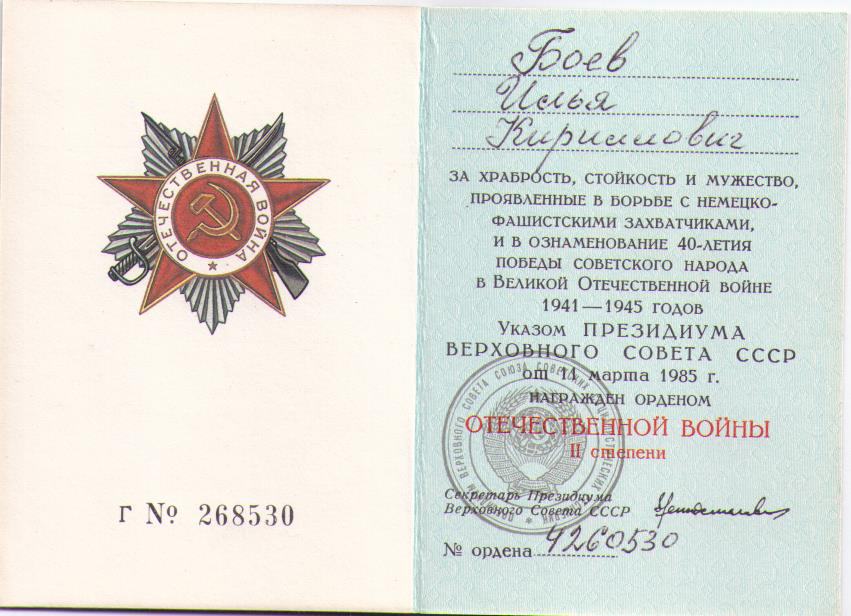 ОТЕЧЕСТВЕННАЯ ВОЙНА
Г № 268530
Боев
Илья
Кириллович
ЗА ХРАБРОСТЬ, СТОЙКОСТЬ И МУЖЕСТВО,
ПРОЯВЛЕННЫЕ В БОРЬБЕ С НЕМЕЦКО-
ФАШИСТСКИМИ ЗАХВАТЧИКАМИ,
И В ОЗНАМЕНОВАНИЕ 40-ЛЕТИЯ
ПОБЕДЫ СОВЕТСКОГО НАРОДА
В ВЕЛИКОЙ ОТЕЧЕСТВЕННОЙ ВОЙНЕ
1941—1945 ГОДОВ
УКАЗОМ ПРЕЗИДИУМА
ВЕРХОВНОГО СОВЕТА СССР
от 11 марта 1985 г.
НАГРАЖДЕН ОРДЕНОМ
ОТЕЧЕСТВЕННОЙ ВОЙНЫ
II степени
Секретарь Президиума
Верховного Совета СССР
№ ордена 4260530